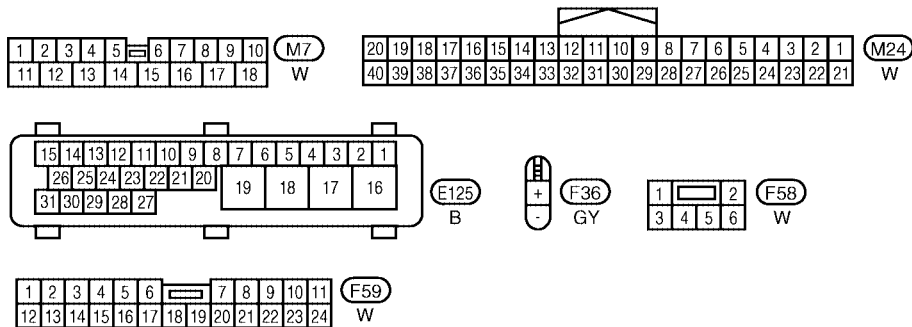 1 2 3 4 5 6 7 8 9 10 M7
11 12 13 14 15 16 17 18
W
20 19 18 17 16 15 14 13 12 11 10 9 8 7 6 5 4 3 2 1 M24
40 39 38 37 36 35 34 33 32 31 30 29 28 27 26 25 24 23 22 21
W
15 14 13 12 11 10 9 8 7 6 5 4 3 2 1
26 25 24 23 22 21 20
19 18 17 16
31 30 29 28 27
E125
B
+
-
F36
GY
1 2 F58
3 4 5 6
W
1 2 3 4 5 6 7 8 9 10 11 F59
12 13 14 15 16 17 18 19 20 21 22 23 24
W